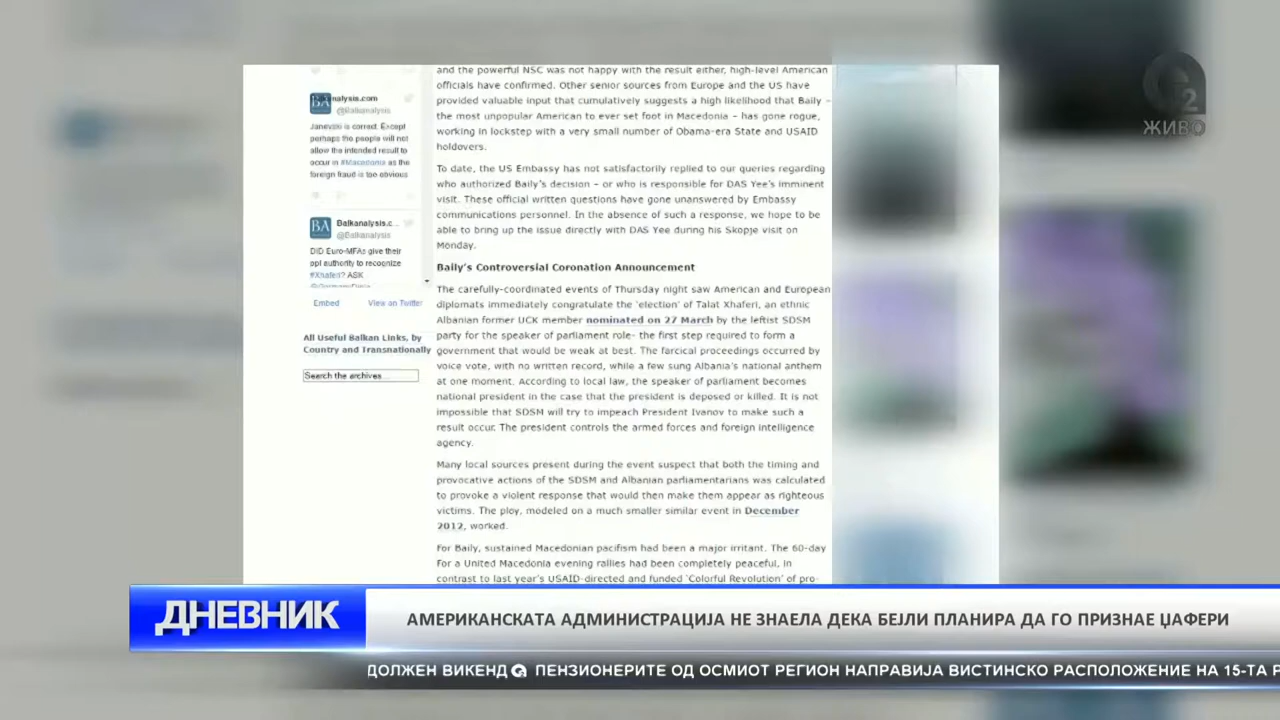 and the powerful NSC was not happy with the result either, high-level American
officials have confirmed. Other senior sources from Europe and the US have
provided valuable input that cumulatively suggests a high likelihood that Baily –
the most unpopular American to ever set foot in Macedonia – has gone rogue,
working in lockstep with a very small number of Obama-era State and USAID
holdovers.
To date, the US Embassy has not satisfactorily replied to our queries regarding
who authorized Baily's decision – or who is responsible for DAS Yee's imminent
visit. These official written questions have gone unanswered by Embassy
communications personnel. In the absence of such a response, we hope to be
able to bring up the issue directly with DAS Yee during his Skopje visit on
Monday.
Baily's Controversial Coronation Announcement
The carefully-coordinated events of Thursday night saw American and European
diplomats immediately congratulate the 'election' of Talat Xhaferi, an ethnic
Albanian former UCK member nominated on 27 March by the leftist SDSM
party for the speaker of parliament role- the first step required to form a
government that would be weak at best. The farcical proceedings occurred by
voice vote, with no written record, while a few sung Albania's national anthem
at one moment. According to local law, the speaker of parliament becomes
national president in the case that the president is deposed or killed. It is not
impossible that SDSM will try to impeach President Ivanov to make such a
result occur. The president controls the armed forces and foreign intelligence
agency.
Many local sources present during the event suspect that both the timing and
provocative actions of the SDSM and Albanian parliamentarians was calculated
to provoke a violent response that would then make them appear as righteous
victims. The ploy, modeled on a much smaller similar event in December
2012, worked.
For Baily, sustained Macedonian pacifism had been a major irritant. The 60-day
For a United Macedonia evening rallies had been completely peaceful, in
contrast to last year's USAID-directed and funded 'Colorful Revolution' of pro-
BA
nalysis.com
@Balkanalysis
Janevski is correct. Except
perhaps the people will not
allow the intended result to
occur in #Macedonia as the
foreign fraud is too obvious
BA
Balkanalysis.c...
@Balkanalysis
DID Euro-MFAs give their
ppl authority to recognize
#Xhaferi? ASK
Embed View on Twitter
All Useful Balkan Links, by
Country and Transnationally
Search the archives...
2
ЖИВО
ДНЕВНИК
АМЕРИКАНСКАТА АДМИНИСТРАЦИЈА НЕ ЗНАЕЛА ДЕКА БЕЈЛИ ПЛАНИРА ДА ГО ПРИЗНАЕ ЏАФЕРИ
ДОЛЖЕН ВИКЕНД ПЕНЗИОНЕРИТЕ ОД ОСМИОТ РЕГИОН НАПРАВИЈА ВИСТИНСКО РАСПОЛОЖЕНИЕ НА 15-ТА Р